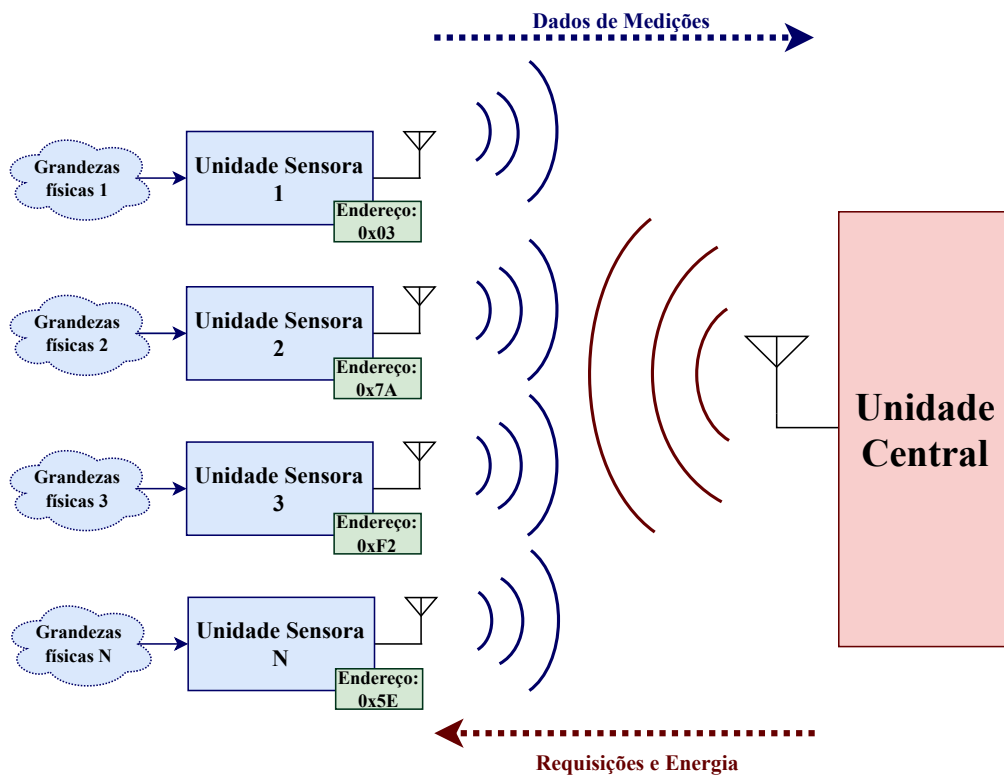 Dados de Medições
Grandezas
físicas 1
Unidade Sensora
1
Endereço:
0x03
Grandezas
físicas 2
Unidade Sensora
2
Endereço:
0x7A
Grandezas
físicas 3
Unidade Sensora
3
Endereço:
0xF2
Grandezas
físicas N
Unidade Sensora
N
Endereço:
0x5E
Unidade
Central
Requisições e Energia